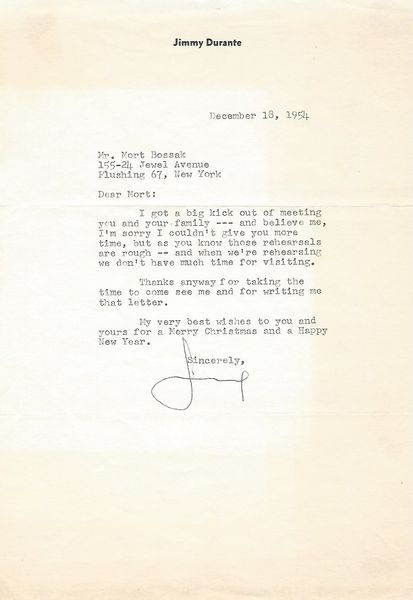 Jimmy Durante
December 18, 1954
Mr. Mort Bossak
155-24 Jewel Avenue
Flushing 67, New York
Dear Mort:
I got a big kick out of meeting
you and your family --- and believe me,
I'm sorry I couldn't give you more
time, but as you know those rehearsals
are rough -- and when we're rehearsing
we don't have much time for visiting.
Thanks anyway for taking the
time to come see me and for writing me
that letter.
My very best wishes to you and
yours for a Merry Christmas and a Happy
New Year.
Sincerely,
Jimmy